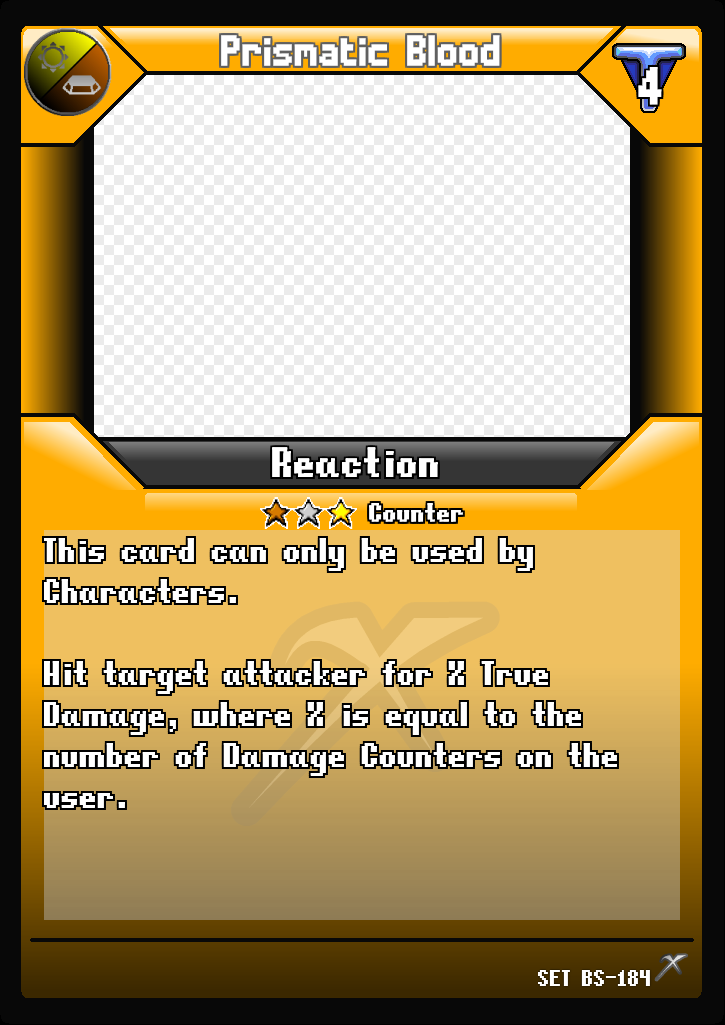 Prismatic Blood
4
Reaction
Counter
This card can only be used by
Characters.
Hit target attacker for X True
Damage, where X is equal to the
number of Damage Counters on the
user.
SET BS-184